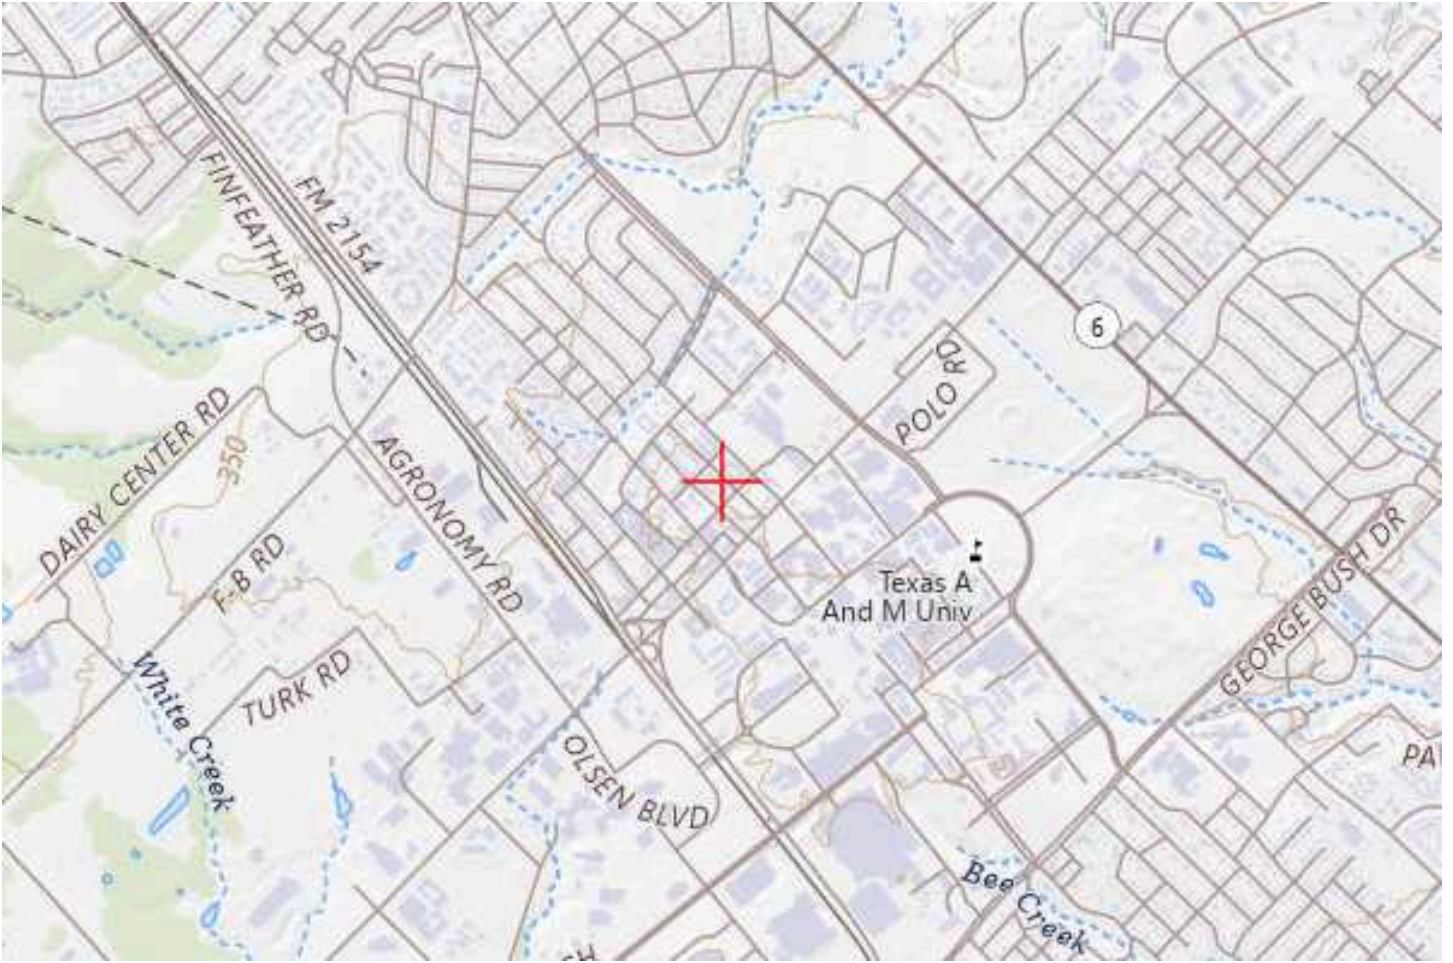 FINFEATHER RD
FM 2154
6
POLO RD
DAIRY CENTER RD
350
AGRONOMY RD
F-B RD
Texas A
And M Univ
GEORGE BUSH DR
White Creek
TURK RD
OLSEN BLVD
PA
Bee Creek